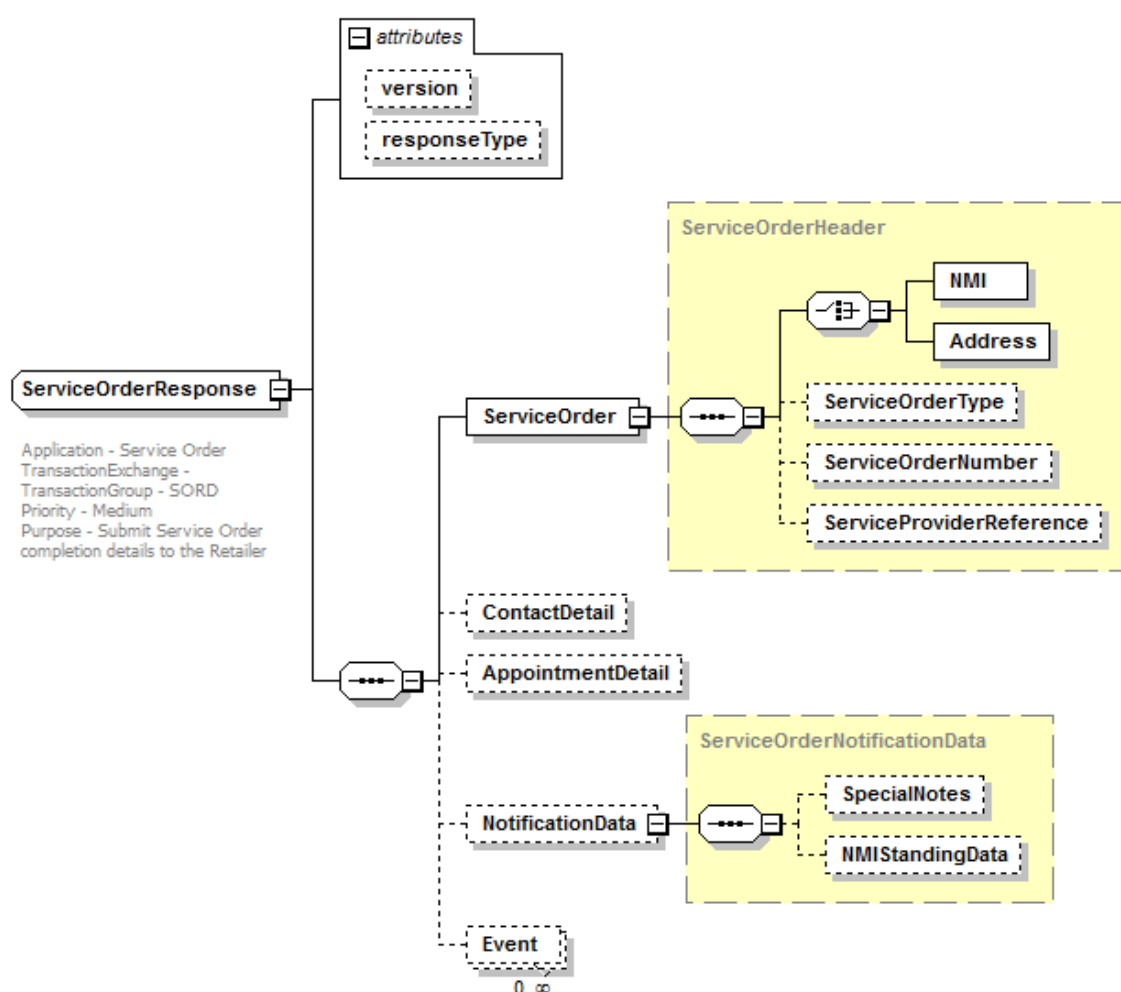 attributes
version
responseType
ServiceOrderHeader
NMI
Address
ServiceOrderResponse
ServiceOrder
ServiceOrderType
ServiceOrderNumber
ServiceProviderReference
Application - Service Order
TransactionExchange -
TransactionGroup - SORD
Priority - Medium
Purpose - Submit Service Order
completion details to the Retailer
ContactDetail
AppointmentDetail
ServiceOrderNotificationData
SpecialNotes
NotificationData
NMIStandingData
Event
0..∞